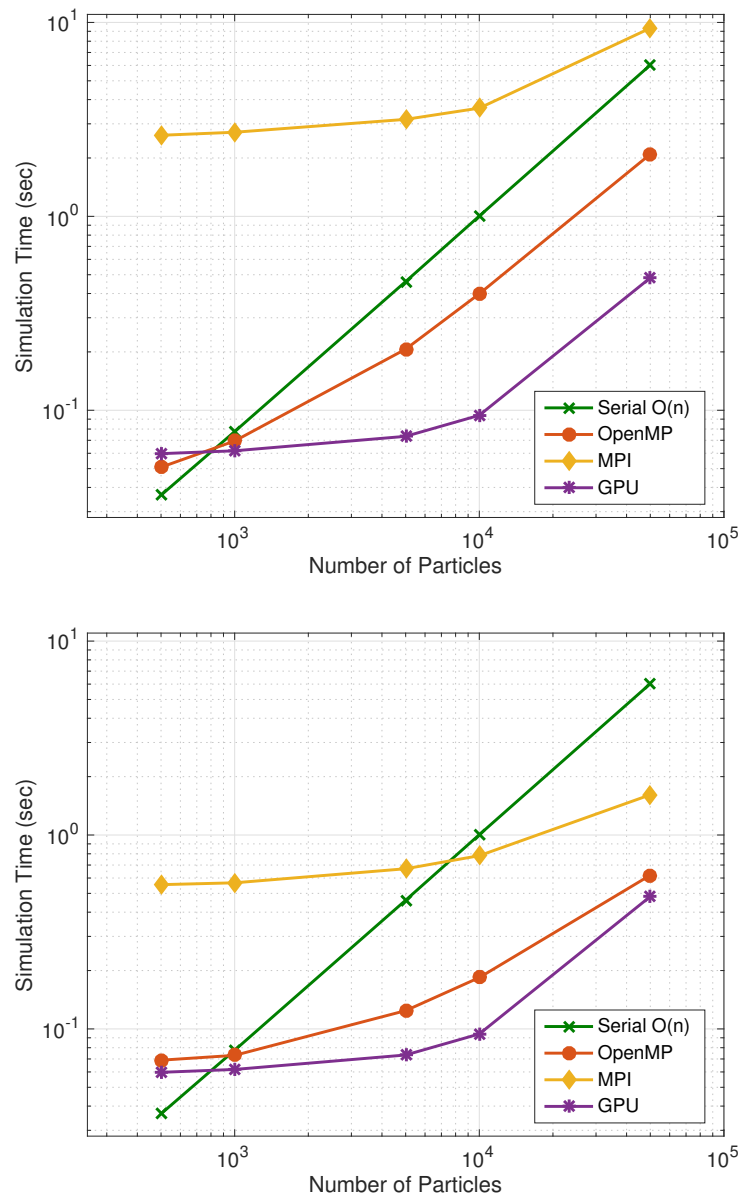 10^1
10^0
10^-1
Simulation Time (sec)
Serial O(n)
OpenMP
MPI
GPU
10^3
10^4
10^5
Number of Particles
10^1
10^0
10^-1
Simulation Time (sec)
Serial O(n)
OpenMP
MPI
GPU
10^3
10^4
10^5
Number of Particles